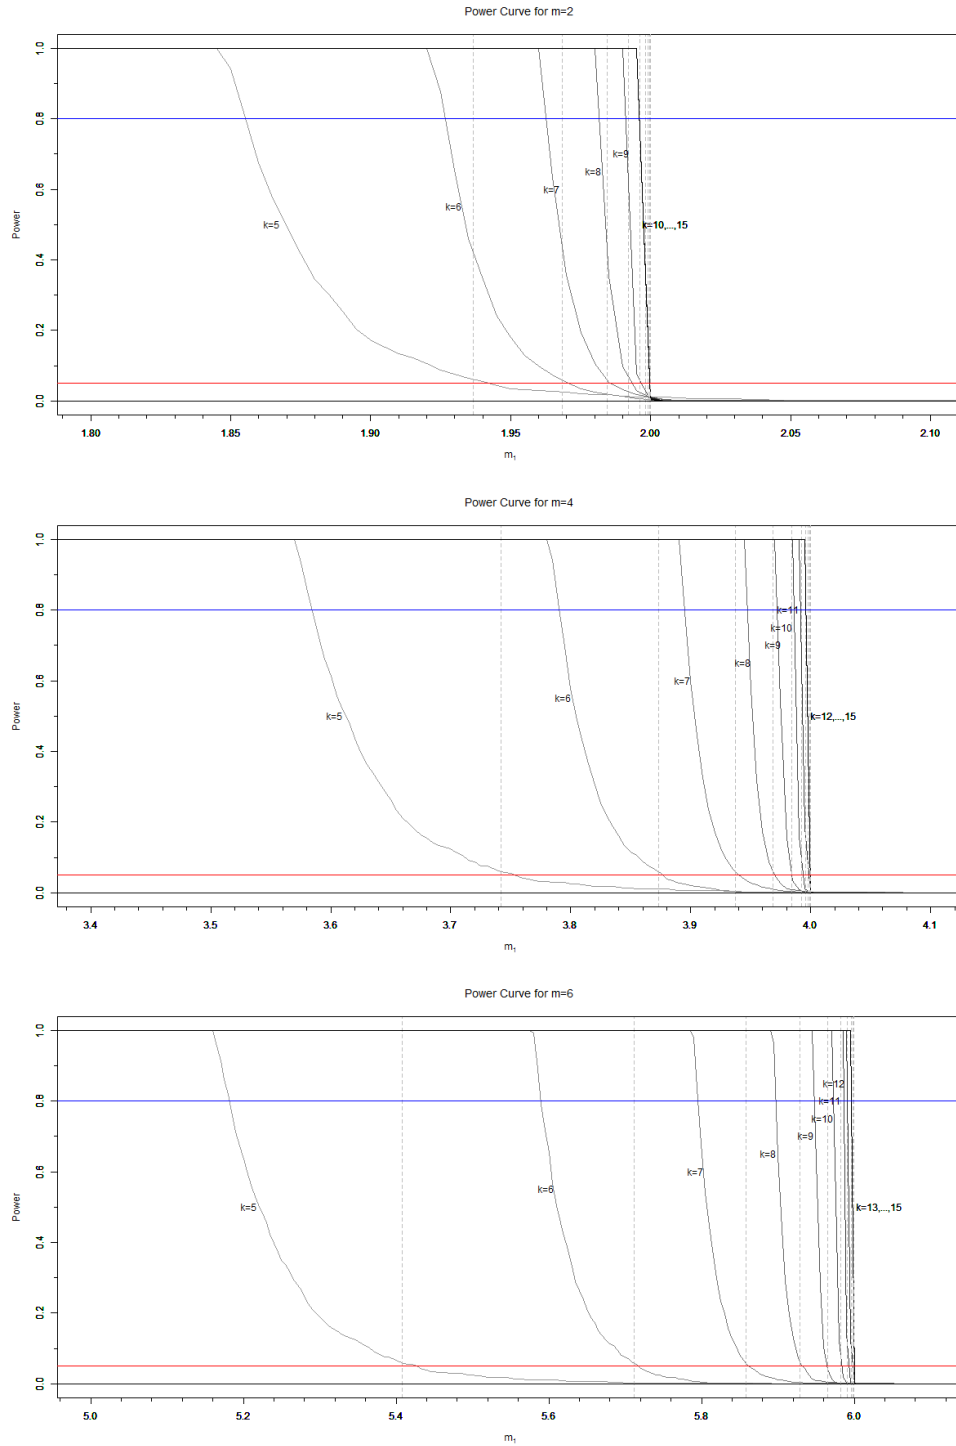 Power Curve for m=2
1.0
0.8
0.6
0.4
0.2
0.0
Power
k=9
k=8
k=7
k=6
k=5
k=10,...,15
1.80 1.85 1.90 1.95 2.00 2.05 2.10
m₁
Power Curve for m=4
1.0
0.8
0.6
0.4
0.2
0.0
Power
k=11
k=10
k=9
k=8
k=7
k=6
k=5
k=12,...,15
3.4 3.5 3.6 3.7 3.8 3.9 4.0 4.1
m₁
Power Curve for m=6
1.0
0.8
0.6
0.4
0.2
0.0
Power
k=12
k=11
k=10
k=9
k=8
k=7
k=6
k=5
k=13,...,15
5.0 5.2 5.4 5.6 5.8 6.0
m₁